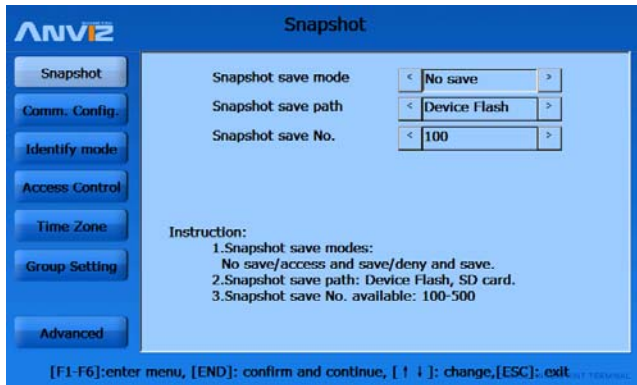 ANVIZ
Snapshot
Snapshot
Comm. Config.
Identify mode
Access Control
Time Zone
Group Setting
Advanced
Snapshot save mode < No save >
Snapshot save path < Device Flash >
Snapshot save No. < 100 >
Instruction:
1.Snapshot save modes:
No save/access and save/deny and save.
2.Snapshot save path: Device Flash, SD card.
3.Snapshot save No. available: 100-500
[F1-F6]:enter menu, [END]: confirm and continue, [ ↑ ↓ ]: change,[ESC]: exit